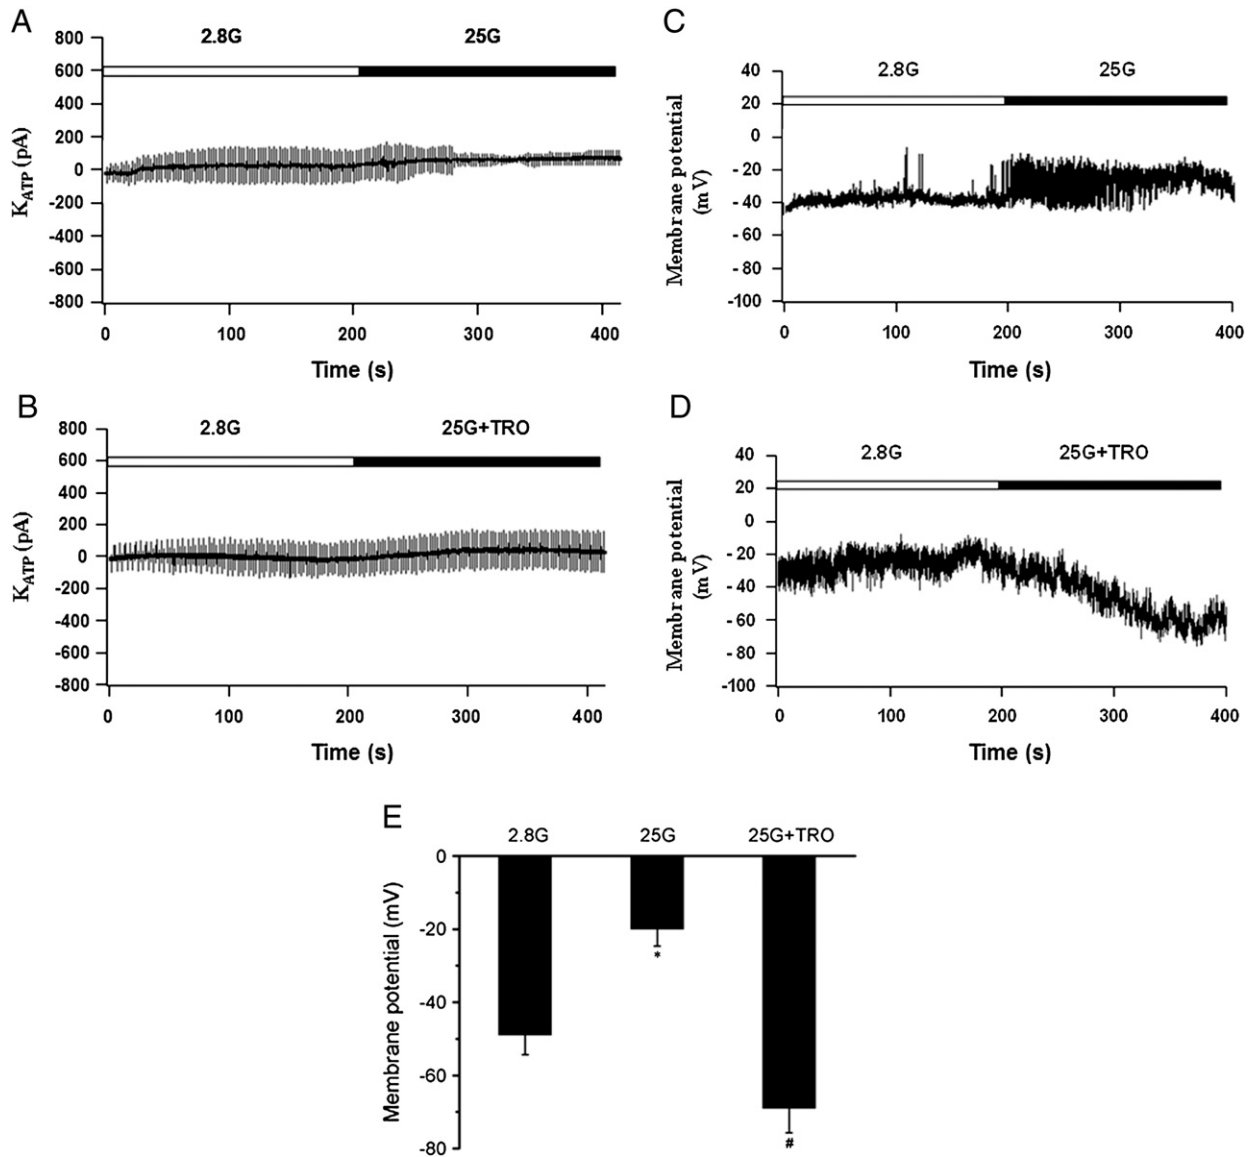 A
2.8G 25G
800
600
400
200
0
-200
-400
-600
-800
K_ATP (pA)
0 100 200 300 400
Time (s)
C
2.8G 25G
40
20
0
-20
-40
-60
-80
-100
Membrane potential
(mV)
0 100 200 300 400
Time (s)
B
2.8G 25G+TRO
800
600
400
200
0
-200
-400
-600
-800
K_ATP (pA)
0 100 200 300 400
Time (s)
D
2.8G 25G+TRO
40
20
0
-20
-40
-60
-80
-100
Membrane potential
(mV)
0 100 200 300 400
Time (s)
E
2.8G 25G 25G+TRO
0
-20
-40
-60
-80
Membrane potential (mV)
*
#